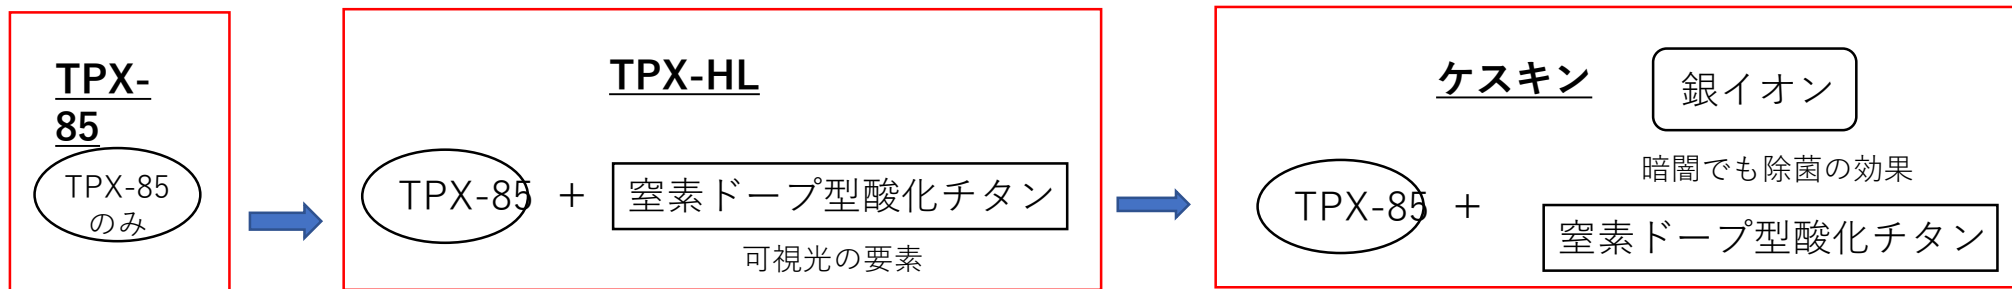 TPX-
85
TPX-85
のみ
TPX-HL
TPX-85 + 窒素ドープ型酸化チタン
可視光の要素
ケスキン
銀イオン
暗闇でも除菌の効果
TPX-85 +
窒素ドープ型酸化チタン